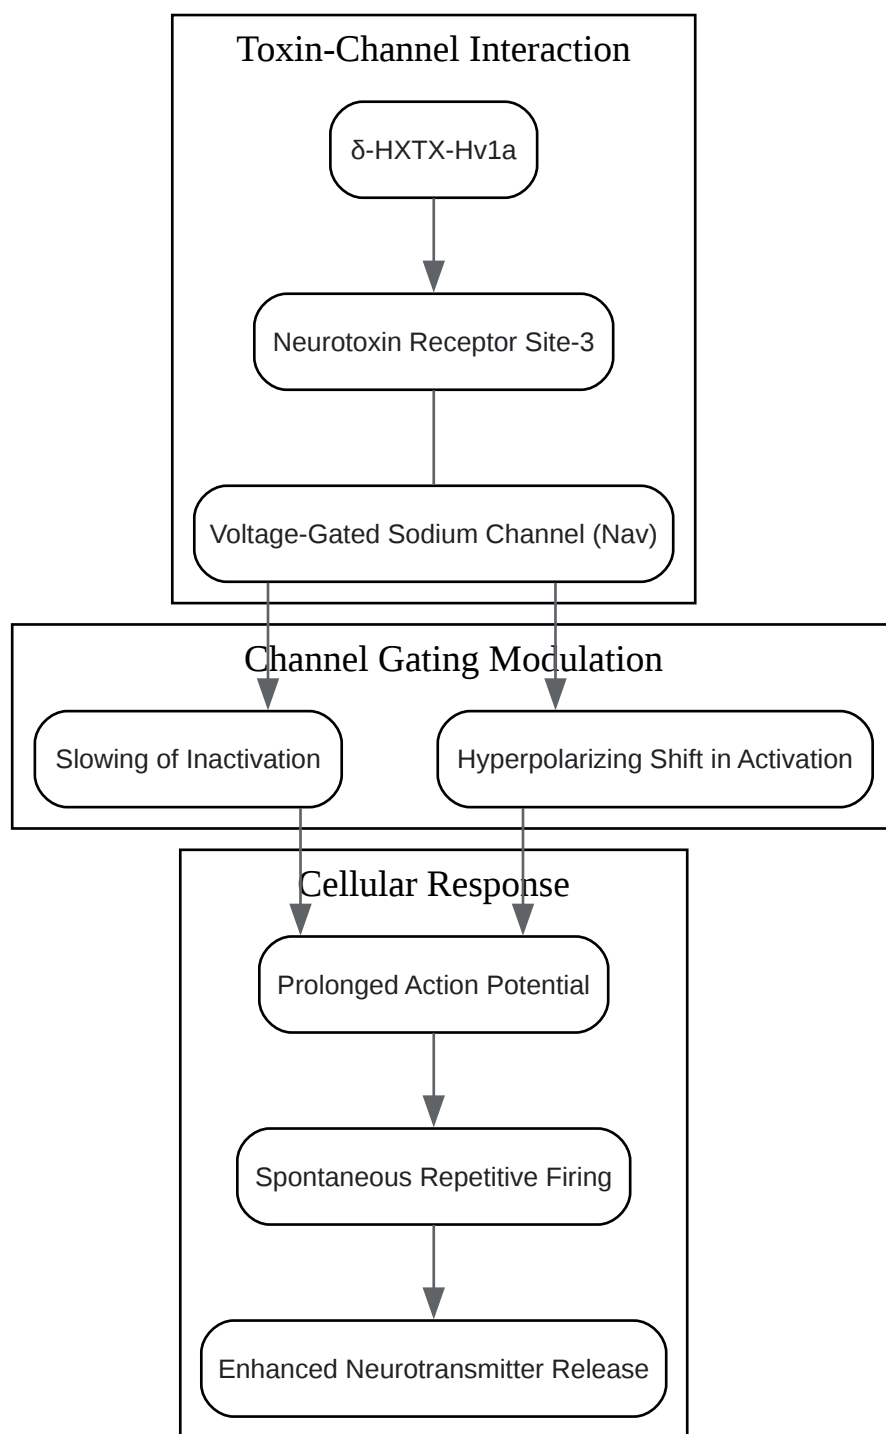 Toxin-Channel Interaction
δ-HXTX-Hv1a
Neurotoxin Receptor Site-3
Voltage-Gated Sodium Channel (Nav)
Channel Gating Modulation
Slowing of Inactivation
Hyperpolarizing Shift in Activation
Cellular Response
Prolonged Action Potential
Spontaneous Repetitive Firing
Enhanced Neurotransmitter Release